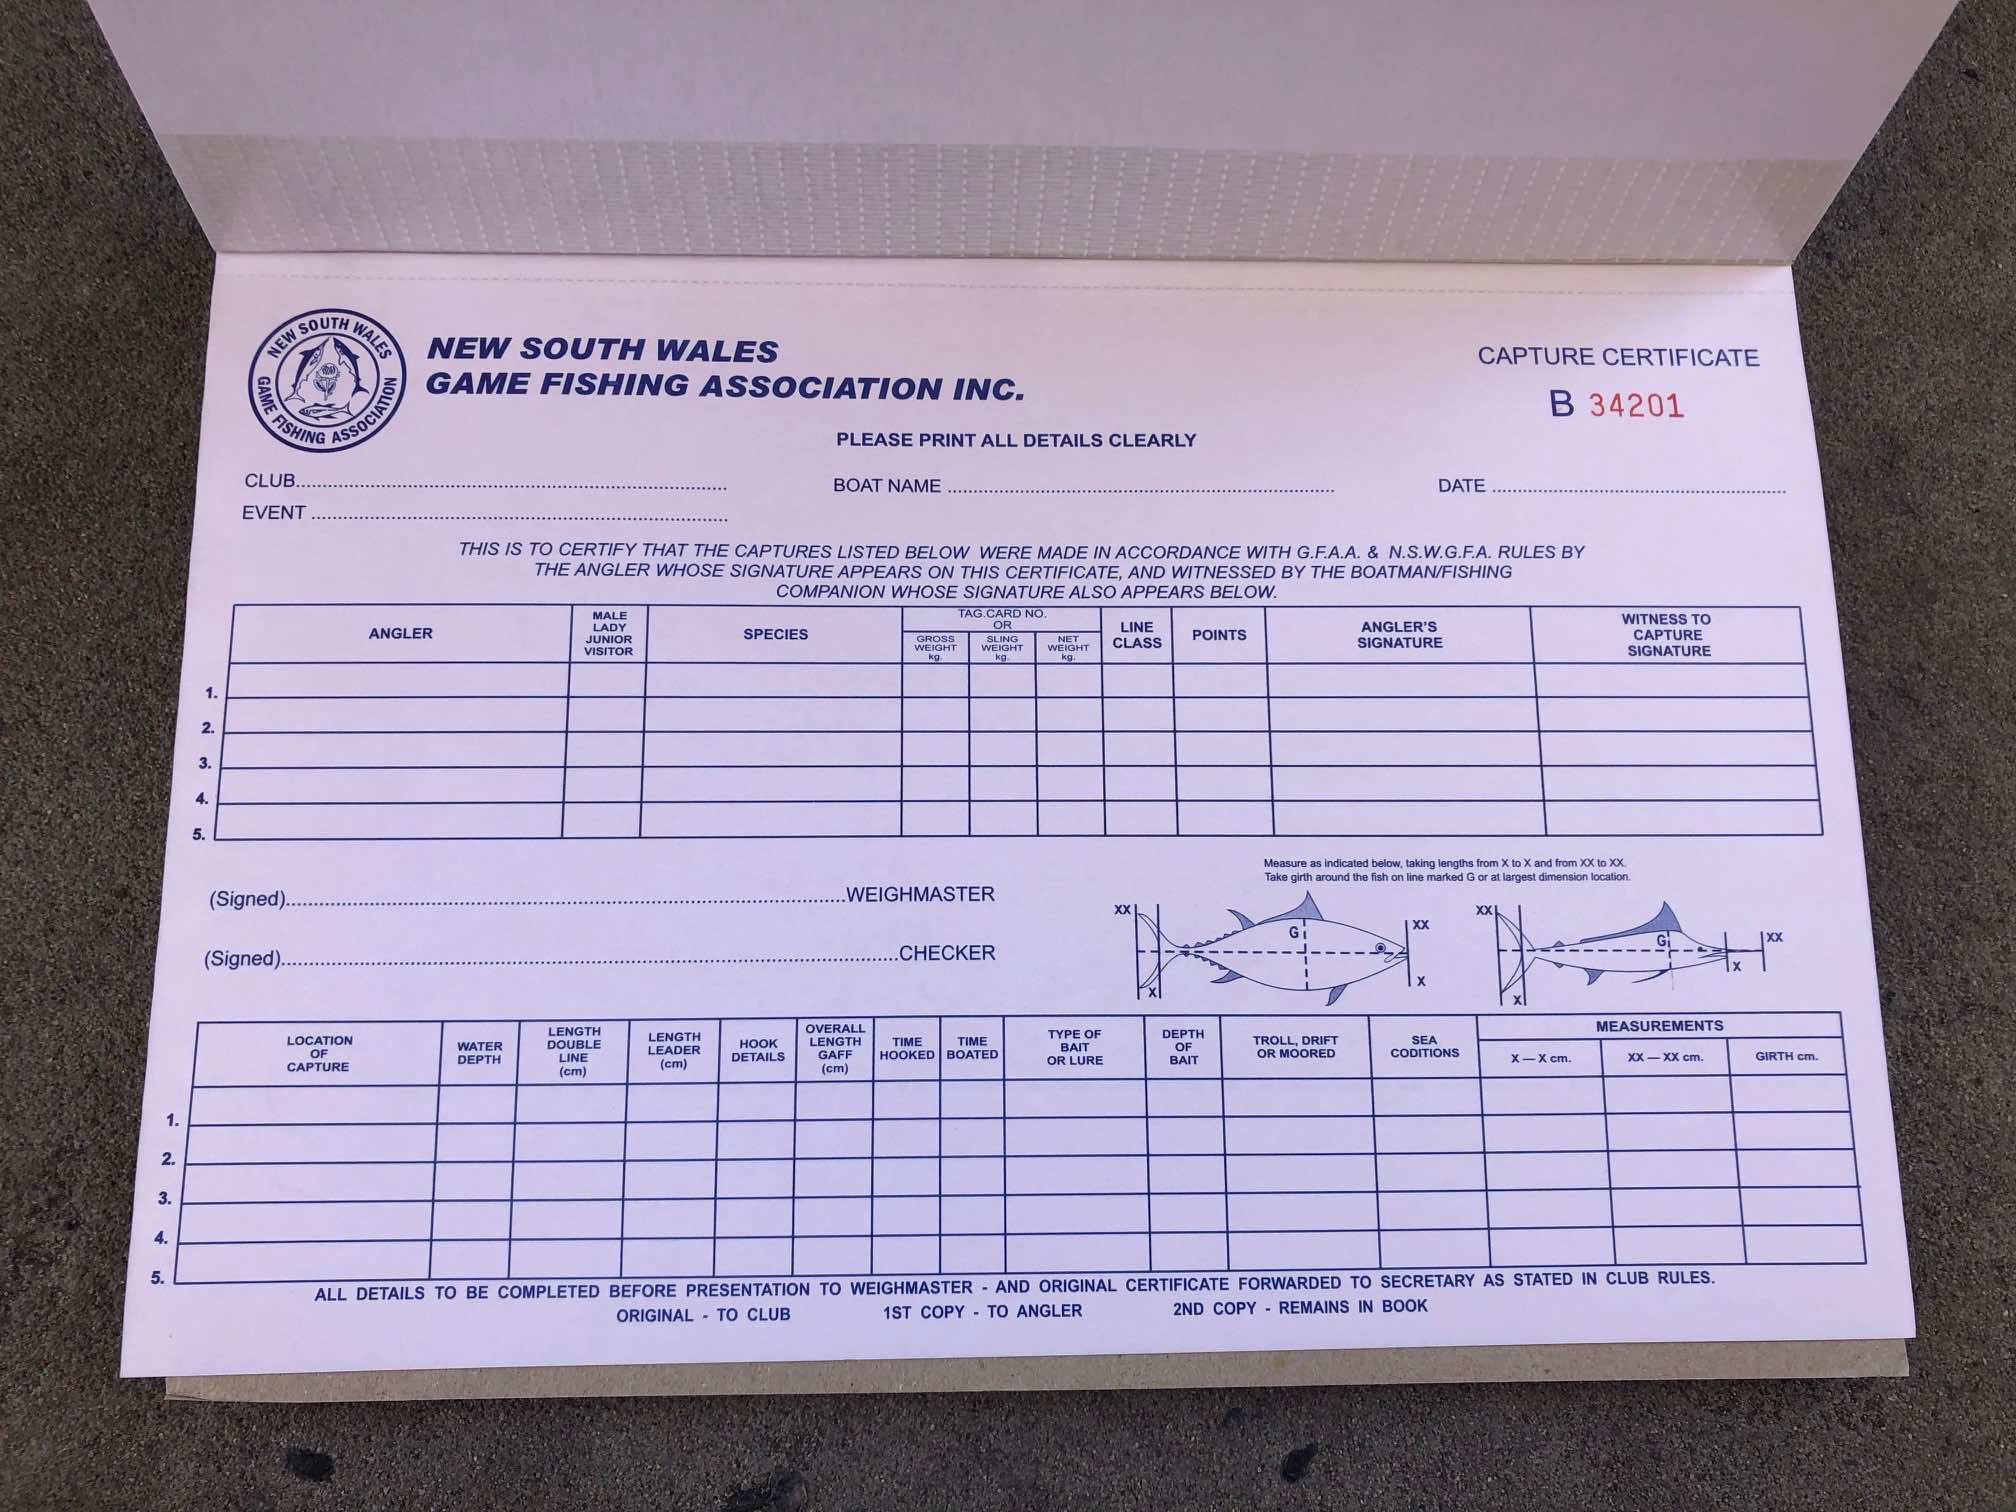 NEW SOUTH WALES
GAME FISHING ASSOCIATION
NEW SOUTH WALES
GAME FISHING ASSOCIATION INC.
CAPTURE CERTIFICATE
B 34201
PLEASE PRINT ALL DETAILS CLEARLY
CLUB
BOAT NAME
DATE
EVENT
THIS IS TO CERTIFY THAT THE CAPTURES LISTED BELOW WERE MADE IN ACCORDANCE WITH G.F.A.A. & N.S.W.G.F.A. RULES BY
THE ANGLER WHOSE SIGNATURE APPEARS ON THIS CERTIFICATE, AND WITNESSED BY THE BOATMAN/FISHING
COMPANION WHOSE SIGNATURE ALSO APPEARS BELOW.
ANGLER
MALE
LADY
JUNIOR
VISITOR
SPECIES
TAG.CARD NO.
OR
GROSS
WEIGHT
kg.
SLING
WEIGHT
kg.
NET
WEIGHT
kg.
LINE
CLASS
POINTS
ANGLER'S
SIGNATURE
WITNESS TO
CAPTURE
SIGNATURE
1.
2.
3.
4.
5.
(Signed) WEIGHMASTER
(Signed) CHECKER
Measure as indicated below, taking lengths from X to X and from XX to XX.
Take girth around the fish on line marked G or at largest dimension location.
XX
G
XX
X
X
XX
G
XX
X
X
LOCATION
OF
CAPTURE
WATER
DEPTH
LENGTH
DOUBLE
LINE
(cm)
LENGTH
LEADER
(cm)
HOOK
DETAILS
OVERALL
LENGTH
GAFF
(cm)
TIME
HOOKED
TIME
BOATED
TYPE OF
BAIT
OR LURE
DEPTH
OF
BAIT
TROLL, DRIFT
OR MOORED
SEA
CODITIONS
MEASUREMENTS
X — X cm.
XX — XX cm.
GIRTH cm.
1.
2.
3.
4.
5.
ALL DETAILS TO BE COMPLETED BEFORE PRESENTATION TO WEIGHMASTER - AND ORIGINAL CERTIFICATE FORWARDED TO SECRETARY AS STATED IN CLUB RULES.
ORIGINAL - TO CLUB 1ST COPY - TO ANGLER 2ND COPY - REMAINS IN BOOK